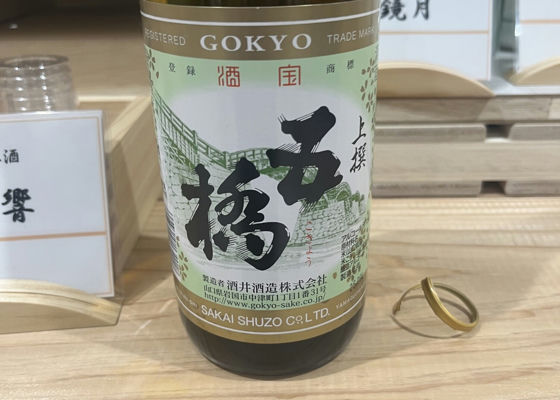 REGISTERED GOKYO TRADE MARK
登録 酒宝 商標
上撰
五橋
ごきょう
製造者 酒井酒造株式会社
山口県岩国市中津町1丁目1番31号
http://www.gokyo-sake.co.jp/
SAKAI SHUZO CO.LTD.
鏡月
酒
響